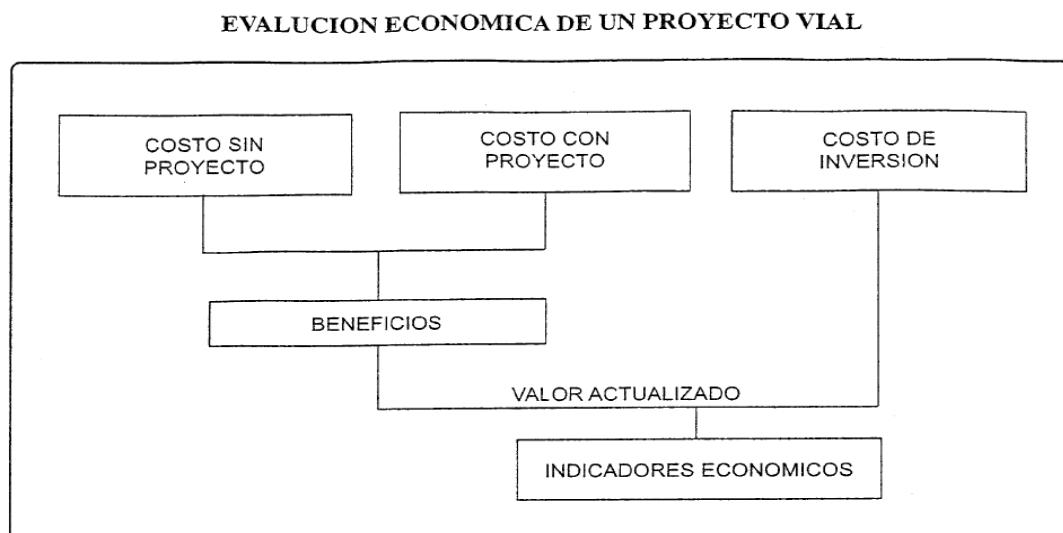 EVALUCION ECONOMICA DE UN PROYECTO VIAL
COSTO SIN
PROYECTO
COSTO CON
PROYECTO
COSTO DE
INVERSION
BENEFICIOS
VALOR ACTUALIZADO
INDICADORES ECONOMICOS